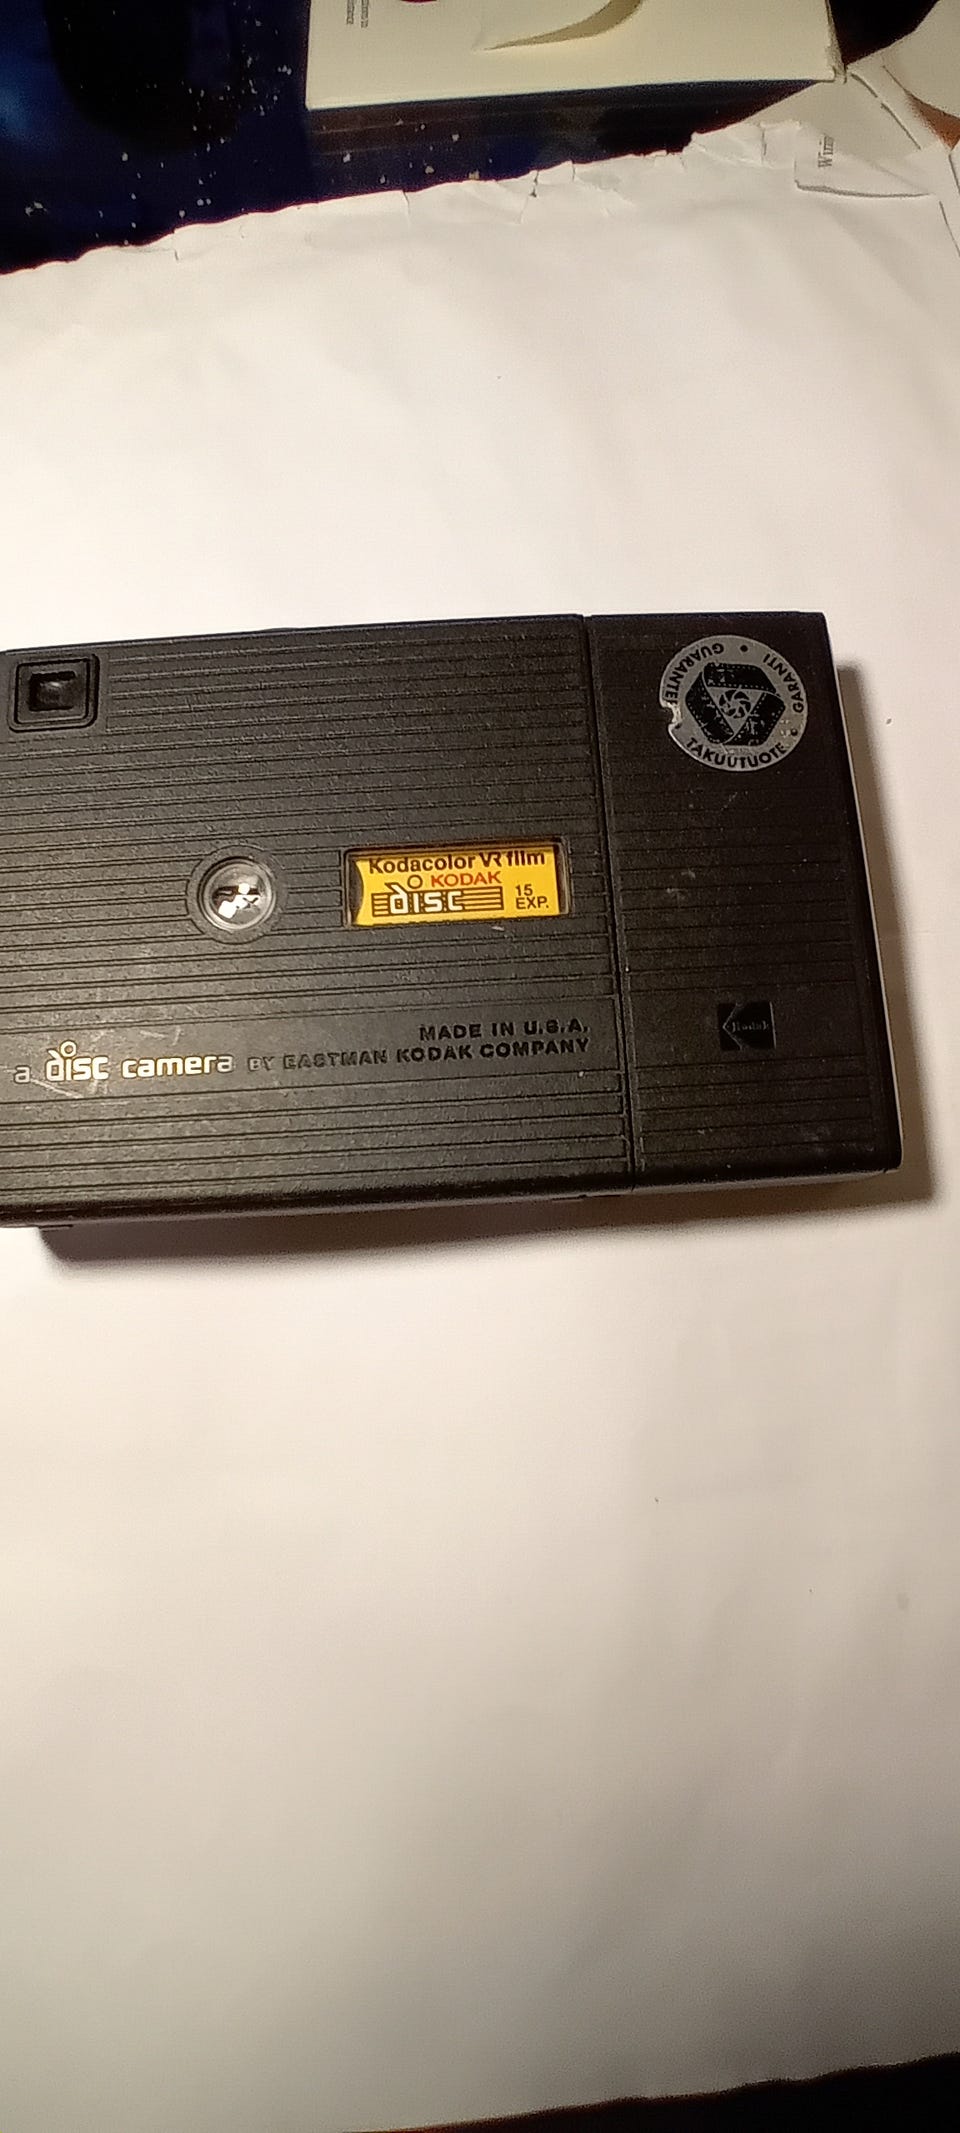 Wizar
GUARANTEE • GARANTI • TAKUUTUOTE
Kodacolor VR film
KODAK
disc
15
EXP.
MADE IN U.S.A.
a disc camera BY EASTMAN KODAK COMPANY
Kodak